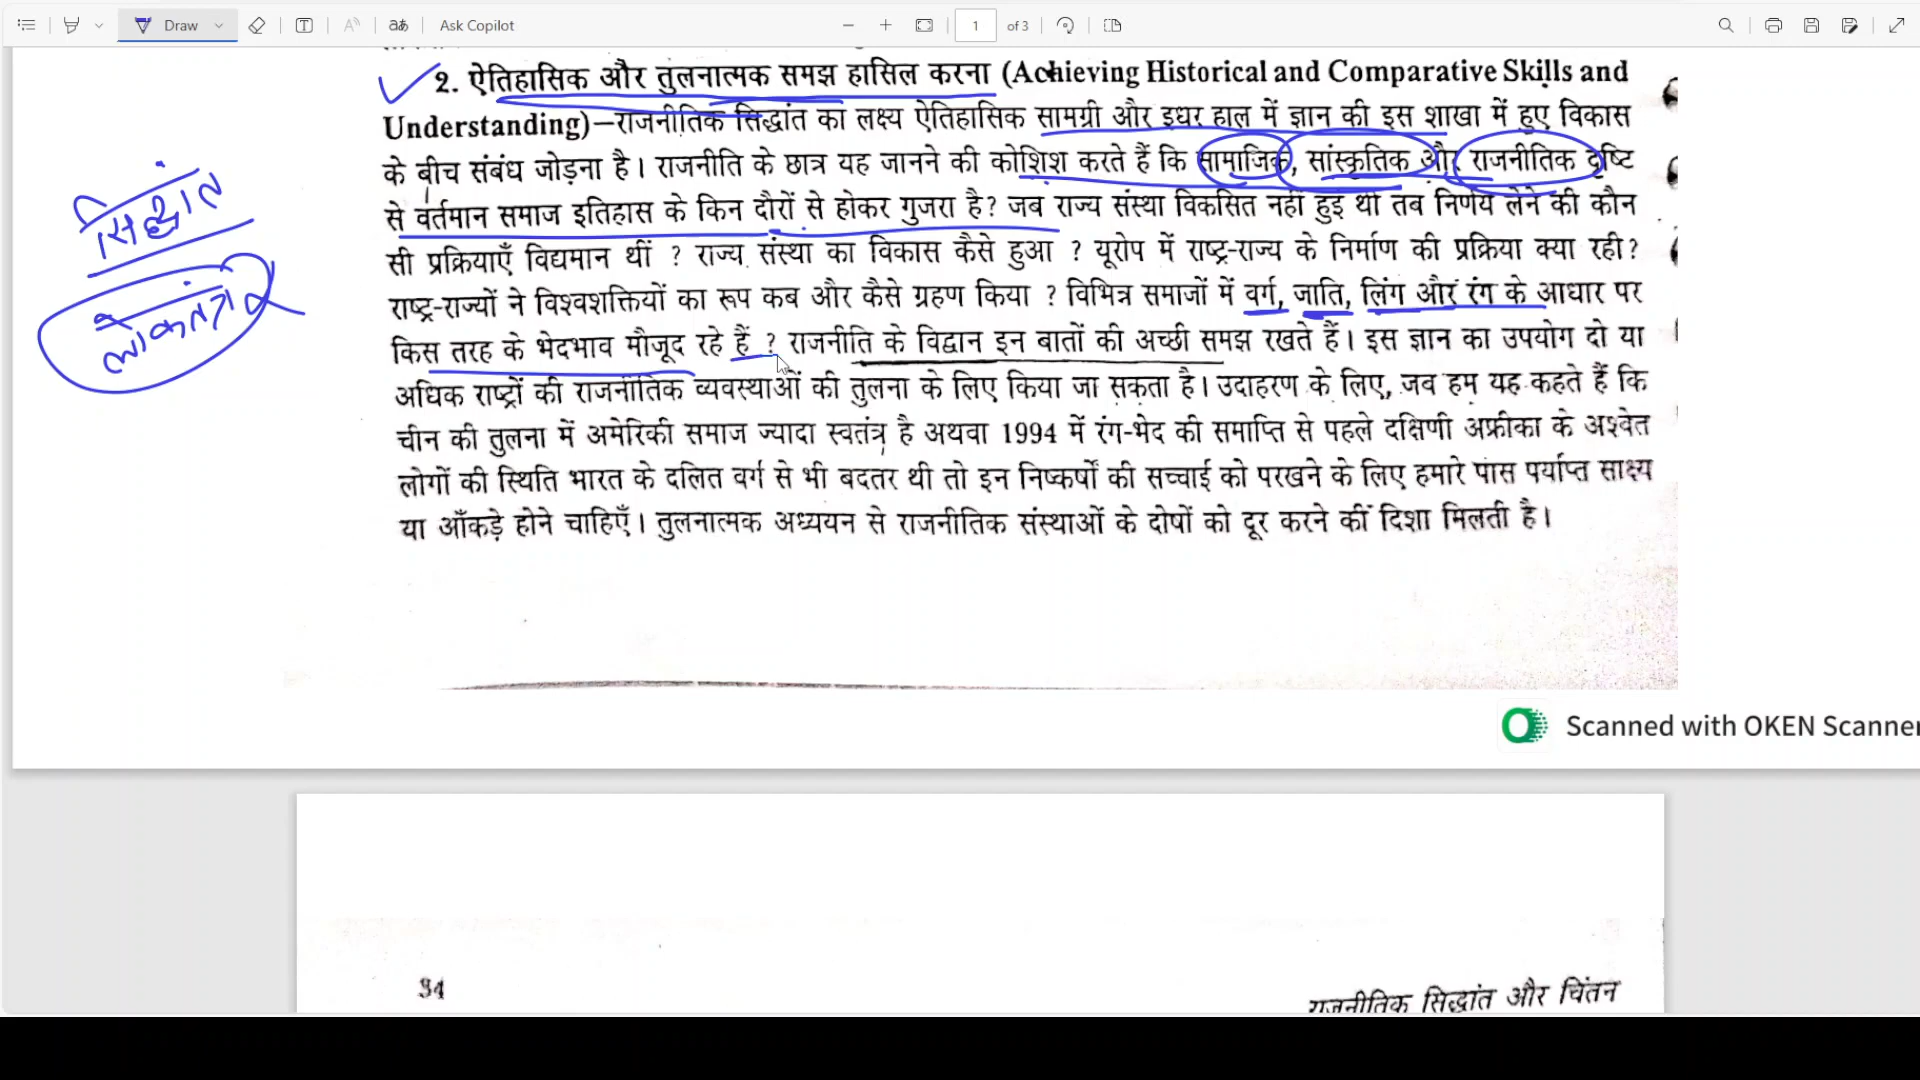 Draw
Ask Copilot
1 of 3
2. ऐतिहासिक और तुलनात्मक समझ हासिल करना (Achieving Historical and Comparative Skills and
Understanding)–राजनीतिक सिद्धांत का लक्ष्य ऐतिहासिक सामग्री और इधर हाल में ज्ञान की इस शाखा में हुए विकास
के बीच संबंध जोड़ना है। राजनीति के छात्र यह जानने की कोशिश करते हैं कि सामाजिक, सांस्कृतिक और राजनीतिक दृष्टि
से वर्तमान समाज इतिहास के किन दौरों से होकर गुजरा है? जब राज्य संस्था विकसित नहीं हुई थी तब निर्णय लेने की कौन
सी प्रक्रियाएँ विद्यमान थीं ? राज्य संस्था का विकास कैसे हुआ ? यूरोप में राष्ट्र-राज्य के निर्माण की प्रक्रिया क्या रही?
राष्ट्र-राज्यों ने विश्वशक्तियों का रूप कब और कैसे ग्रहण किया ? विभिन्न समाजों में वर्ग, जाति, लिंग और रंग के आधार पर
किस तरह के भेदभाव मौजूद रहे हैं ? राजनीति के विद्वान इन बातों की अच्छी समझ रखते हैं। इस ज्ञान का उपयोग दो या
अधिक राष्ट्रों की राजनीतिक व्यवस्थाओं की तुलना के लिए किया जा सकता है। उदाहरण के लिए, जब हम यह कहते हैं कि
चीन की तुलना में अमेरिकी समाज ज्यादा स्वतंत्र है अथवा 1994 में रंग-भेद की समाप्ति से पहले दक्षिणी अफ्रीका के अश्वेत
लोगों की स्थिति भारत के दलित वर्ग से भी बदतर थी तो इन निष्कर्षों की सच्चाई को परखने के लिए हमारे पास पर्याप्त साक्ष्य
या आँकड़े होने चाहिएँ। तुलनात्मक अध्ययन से राजनीतिक संस्थाओं के दोषों को दूर करने की दिशा मिलती है।
सिद्धांत
लोकतंत्र
Scanned with OKEN Scanner
34
राजनीतिक सिद्धांत और चिंतन